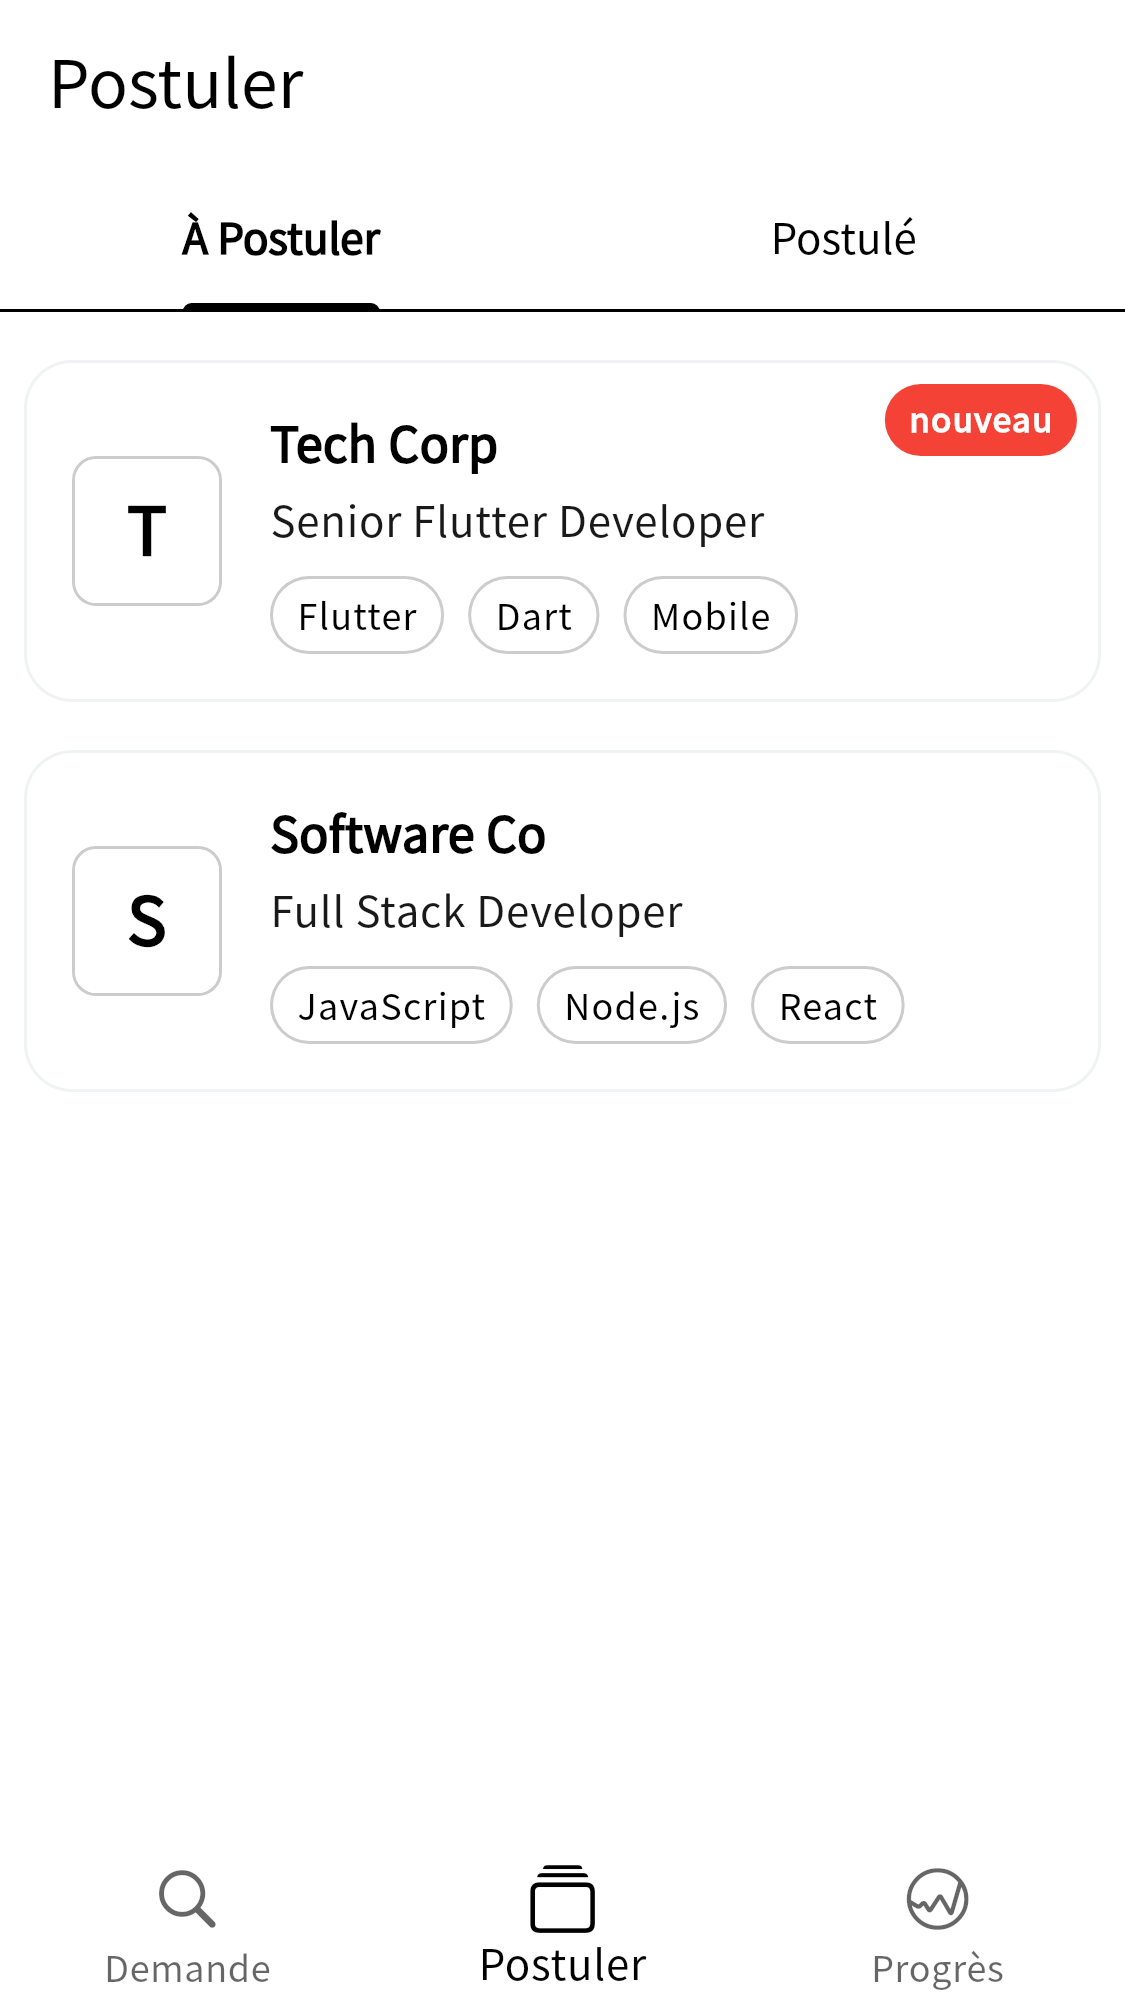 Postuler
À Postuler
Postulé
nouveau
Tech Corp
T
Senior Flutter Developer
Flutter
Dart
Mobile
Software Co
S
Full Stack Developer
JavaScript
Node.js
React
Demande
Postuler
Progrès